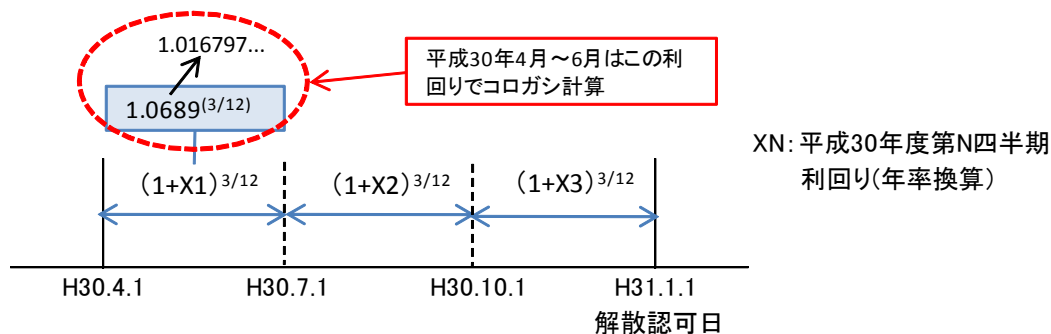 1.016797...
1.0689(3/12)
平成30年4月～6月はこの利
回りでコロガシ計算
XN：平成30年度第N四半期
利回り(年率換算)
(1+X1)3/12
(1+X2)3/12
(1+X3)3/12
H30.4.1
H30.7.1
H30.10.1
H31.1.1
解散認可日